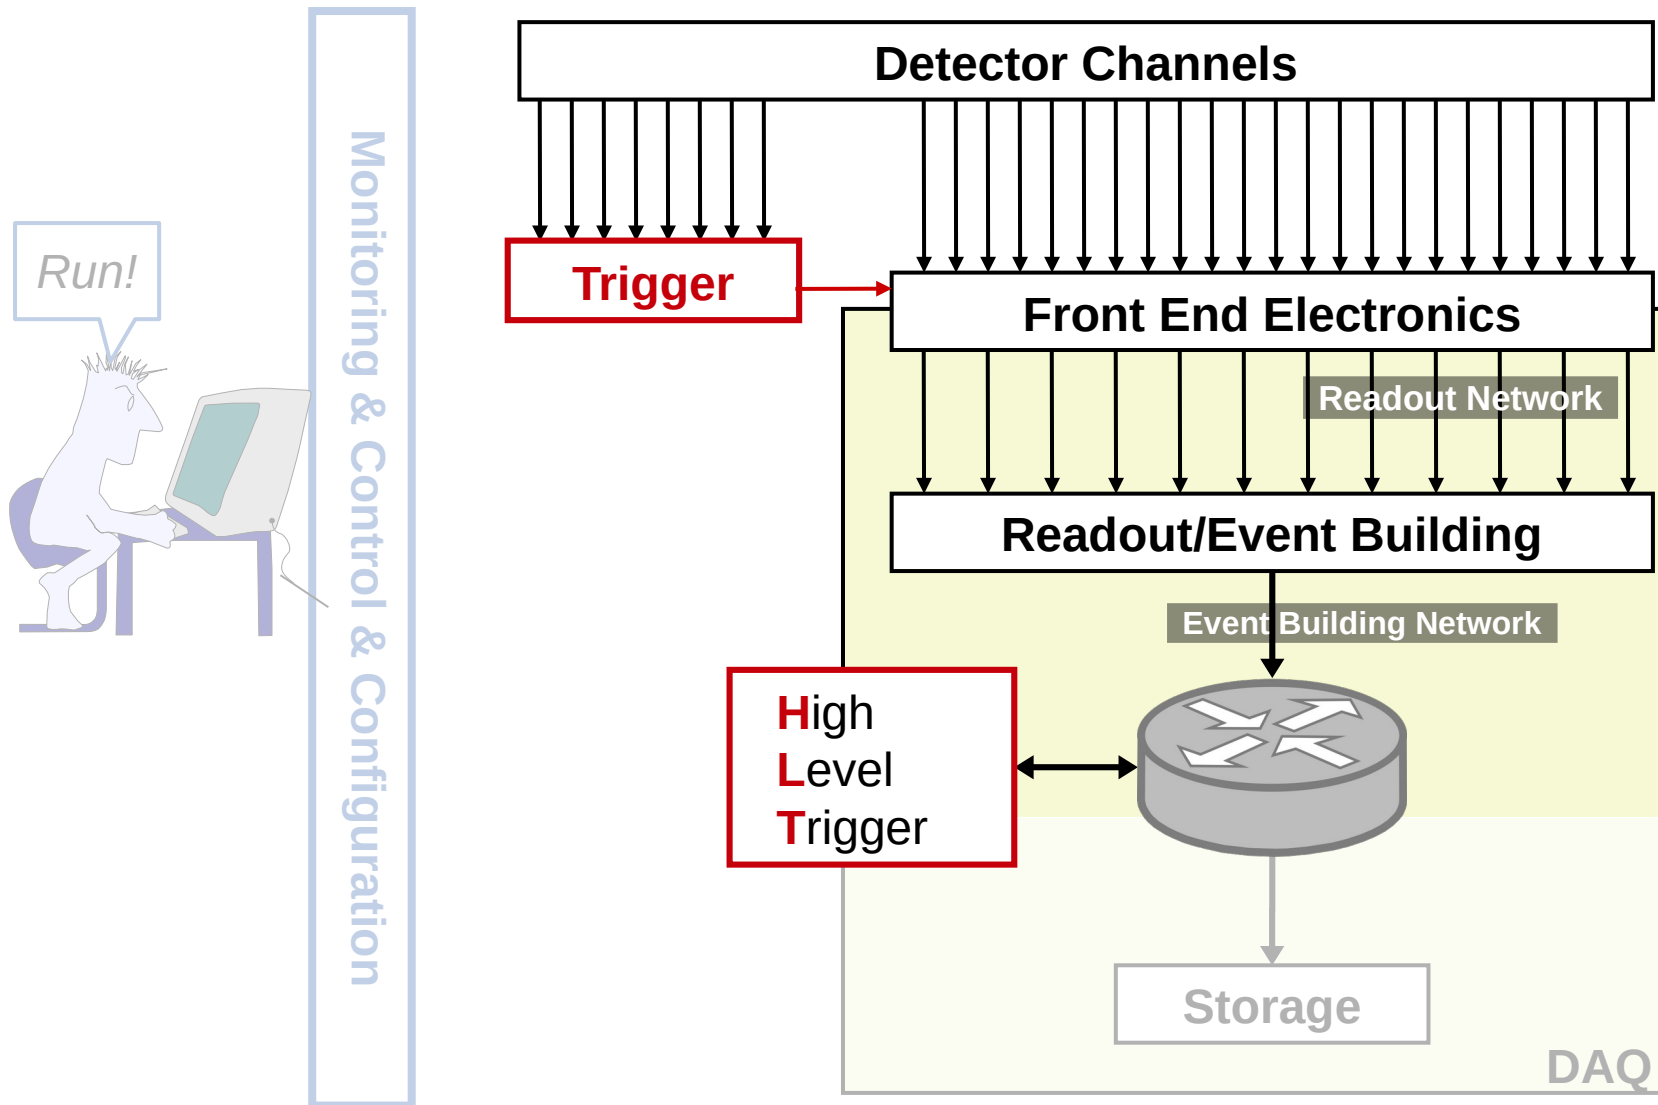 Detector Channels
Monitoring & Control & Configuration
Run!
Trigger
Front End Electronics
Readout Network
Readout/Event Building
Event Building Network
High
Level
Trigger
Storage
DAQ